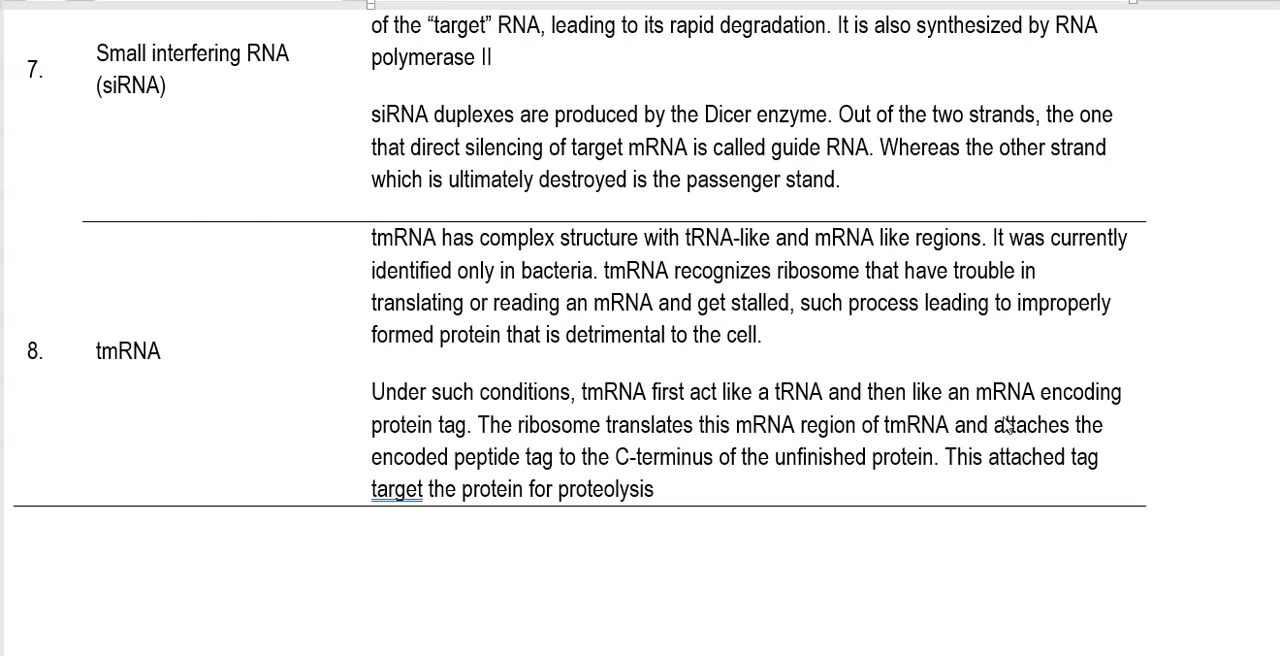 of the “target” RNA, leading to its rapid degradation. It is also synthesized by RNA
polymerase II
7.
Small interfering RNA
(siRNA)
siRNA duplexes are produced by the Dicer enzyme. Out of the two strands, the one
that direct silencing of target mRNA is called guide RNA. Whereas the other strand
which is ultimately destroyed is the passenger stand.
8.
tmRNA
tmRNA has complex structure with tRNA-like and mRNA like regions. It was currently
identified only in bacteria. tmRNA recognizes ribosome that have trouble in
translating or reading an mRNA and get stalled, such process leading to improperly
formed protein that is detrimental to the cell.
Under such conditions, tmRNA first act like a tRNA and then like an mRNA encoding
protein tag. The ribosome translates this mRNA region of tmRNA and attaches the
encoded peptide tag to the C-terminus of the unfinished protein. This attached tag
target the protein for proteolysis